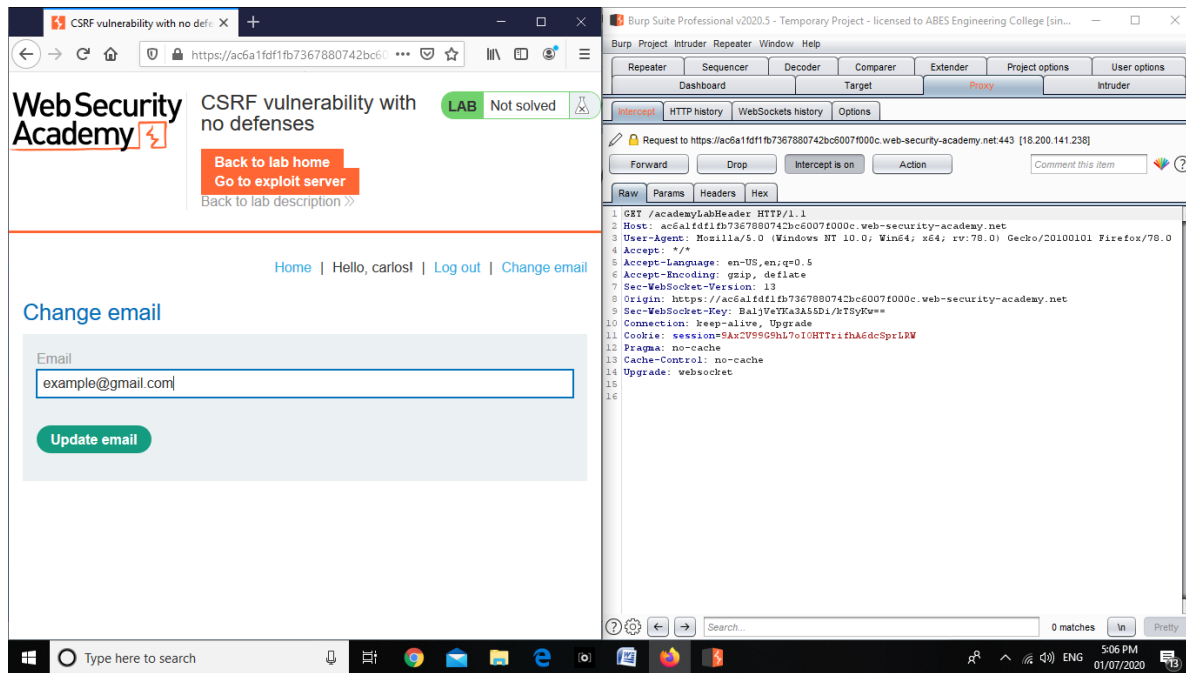 CSRF vulnerability with no defe
https://ac6a1fdf1fb7367880742bc60
Web Security
Academy
CSRF vulnerability with
no defenses
LAB Not solved
Back to lab home
Go to exploit server
Back to lab description
Home | Hello, carlos! | Log out | Change email
Change email
Email
example@gmail.com
Update email
Burp Suite Professional v2020.5 - Temporary Project - licensed to ABES Engineering College [sin...
Burp Project Intruder Repeater Window Help
Repeater Sequencer Decoder Comparer Extender Project options User options
Dashboard Target Proxy Intruder
Intercept HTTP history WebSockets history Options
Request to https://ac6a1fdf1fb7367880742bc6007f000c.web-security-academy.net:443 [18.200.141.238]
Forward Drop Intercept is on Action Comment this item
Raw Params Headers Hex
1 GET /academyLabHeader HTTP/1.1
2 Host: ac6a1fdf1fb7367880742bc6007f000c.web-security-academy.net
3 User-Agent: Mozilla/5.0 (Windows NT 10.0; Win64; x64; rv:78.0) Gecko/20100101 Firefox/78.0
4 Accept: */*
5 Accept-Language: en-US,en;q=0.5
6 Accept-Encoding: gzip, deflate
7 Sec-WebSocket-Version: 13
8 Origin: https://ac6a1fdf1fb7367880742bc6007f000c.web-security-academy.net
9 Sec-WebSocket-Key: BaljVeYKa3A55Di/kTSyKw==
10 Connection: keep-alive, Upgrade
11 Cookie: session=9Ax2V99G9hL7oI0HTTrifhA6dcSprLRW
12 Pragma: no-cache
13 Cache-Control: no-cache
14 Upgrade: websocket
15
16
Search... 0 matches \n Pretty
Type here to search
ENG 5:06 PM
01/07/2020
13